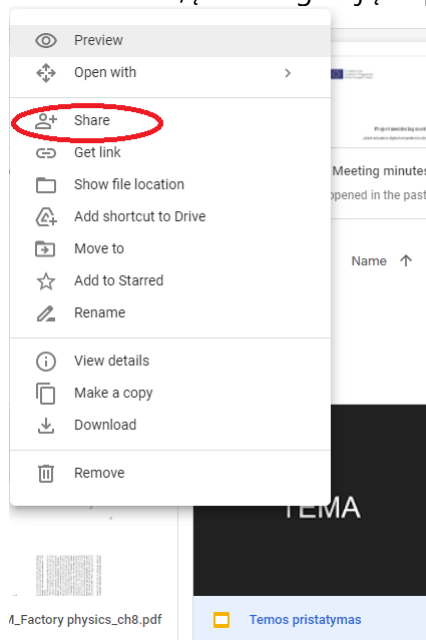 Preview
Open with
Share
Get link
Show file location
Add shortcut to Drive
Move to
Add to Starred
Rename
View details
Make a copy
Download
Remove
Meeting minutes
opened in the past
Name
TEMA
M_Factory physics_ch8.pdf
Temos pristatymas